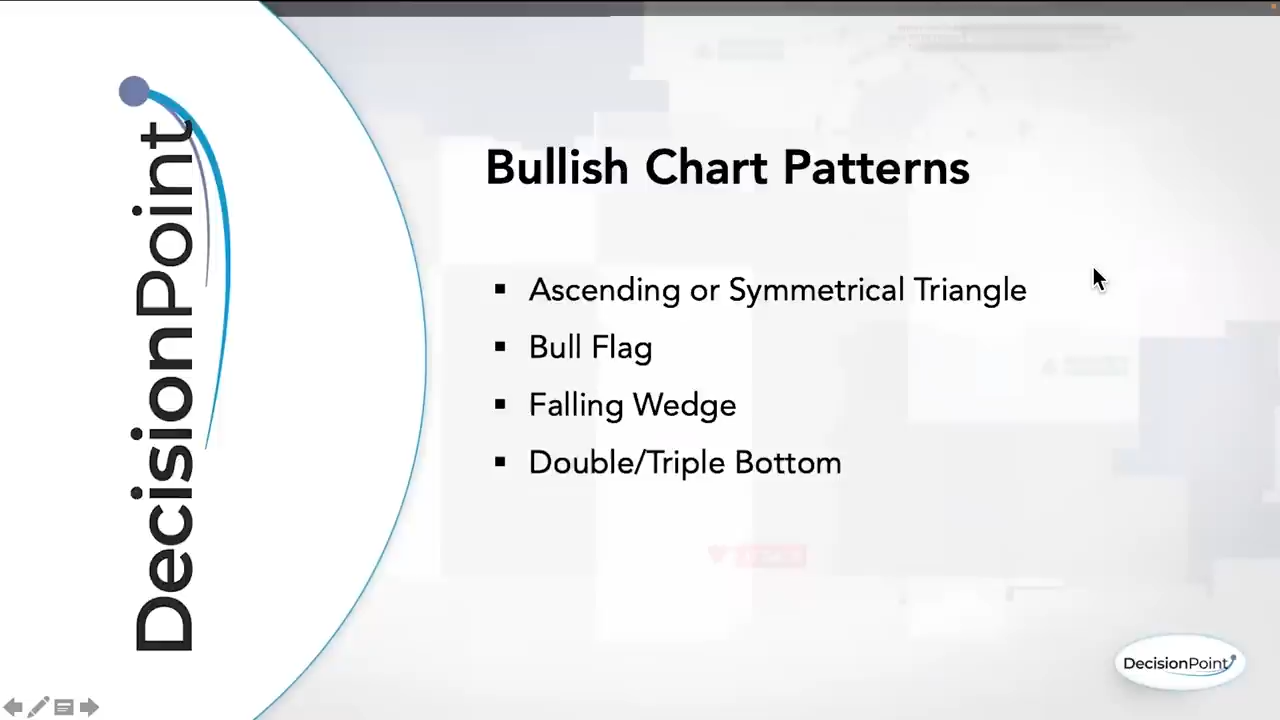 DecisionPoint
Bullish Chart Patterns
▪ Ascending or Symmetrical Triangle
▪ Bull Flag
▪ Falling Wedge
▪ Double/Triple Bottom
DecisionPoint